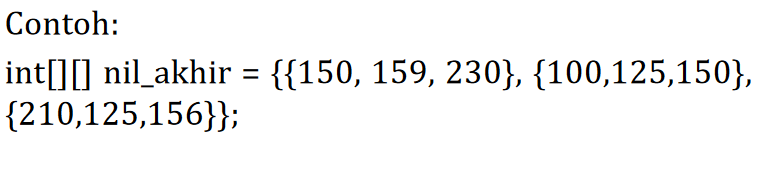 Contoh:
int[][] nil_akhir = {{150, 159, 230}, {100,125,150},
{210,125,156}};